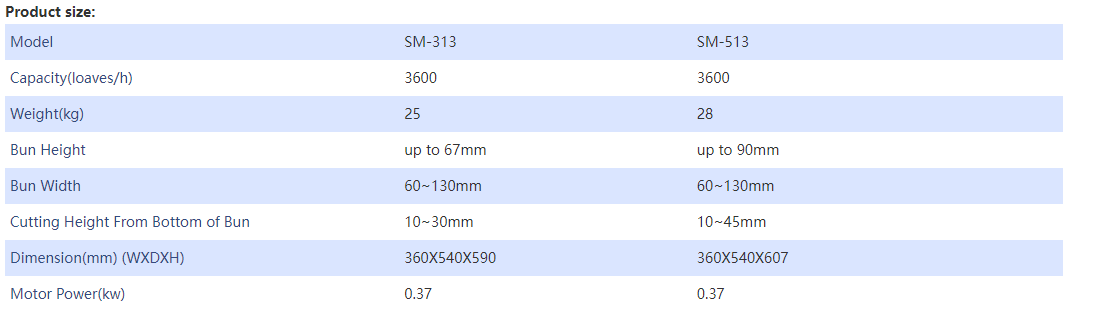 Product size:
Model SM-313 SM-513
Capacity(loaves/h) 3600 3600
Weight(kg) 25 28
Bun Height up to 67mm up to 90mm
Bun Width 60~130mm 60~130mm
Cutting Height From Bottom of Bun 10~30mm 10~45mm
Dimension(mm) (WXDXH) 360X540X590 360X540X607
Motor Power(kw) 0.37 0.37